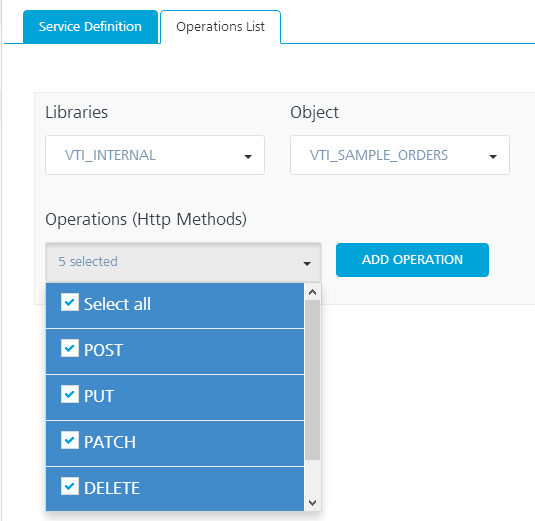 Service Definition
Operations List
Libraries
Object
VTI_INTERNAL
VTI_SAMPLE_ORDERS
Operations (Http Methods)
5 selected
ADD OPERATION
Select all
POST
PUT
PATCH
DELETE